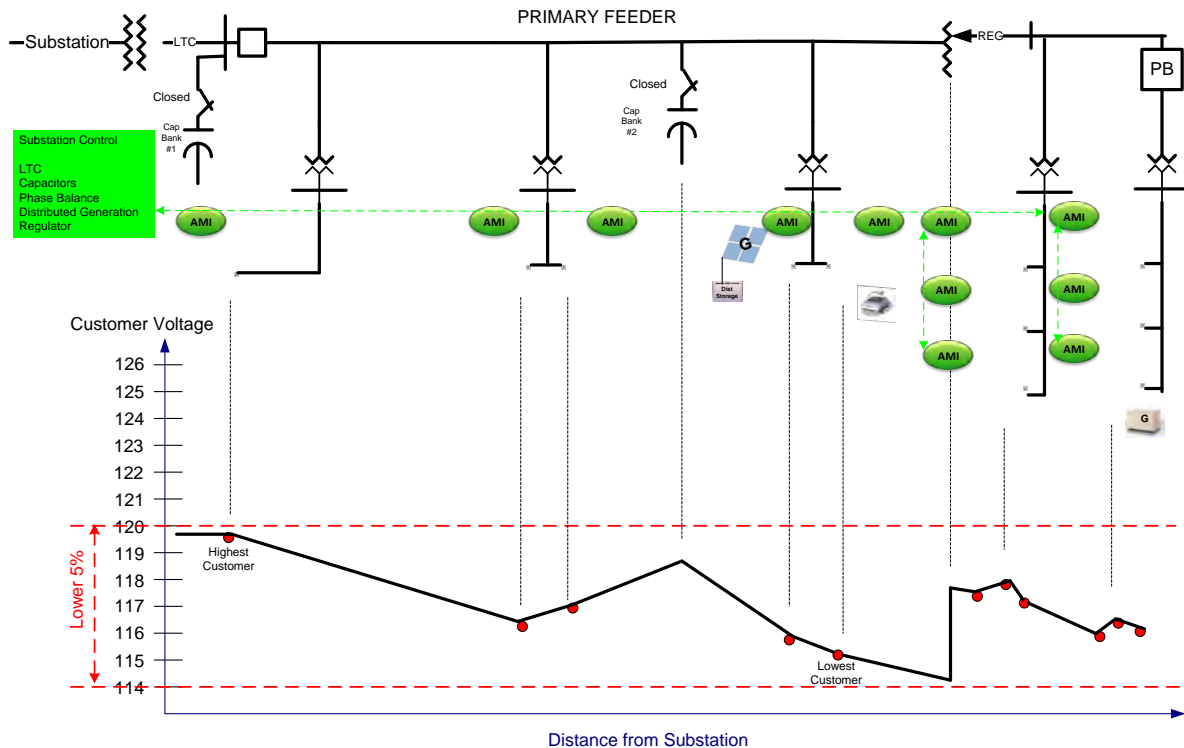 PRIMARY FEEDER
Substation
LTC
REG
PB
Closed
Cap
Bank
#1
Closed
Cap
Bank
#2
Substation Control
LTC
Capacitors
Phase Balance
Distributed Generation
Regulator
AMI
AMI
AMI
AMI
AMI
AMI
AMI
G
Dist
Storage
AMI
AMI
AMI
AMI
G
Customer Voltage
126
125
124
123
122
121
120
119
118
117
116
115
114
Lower 5%
Highest
Customer
Lowest
Customer
Distance from Substation